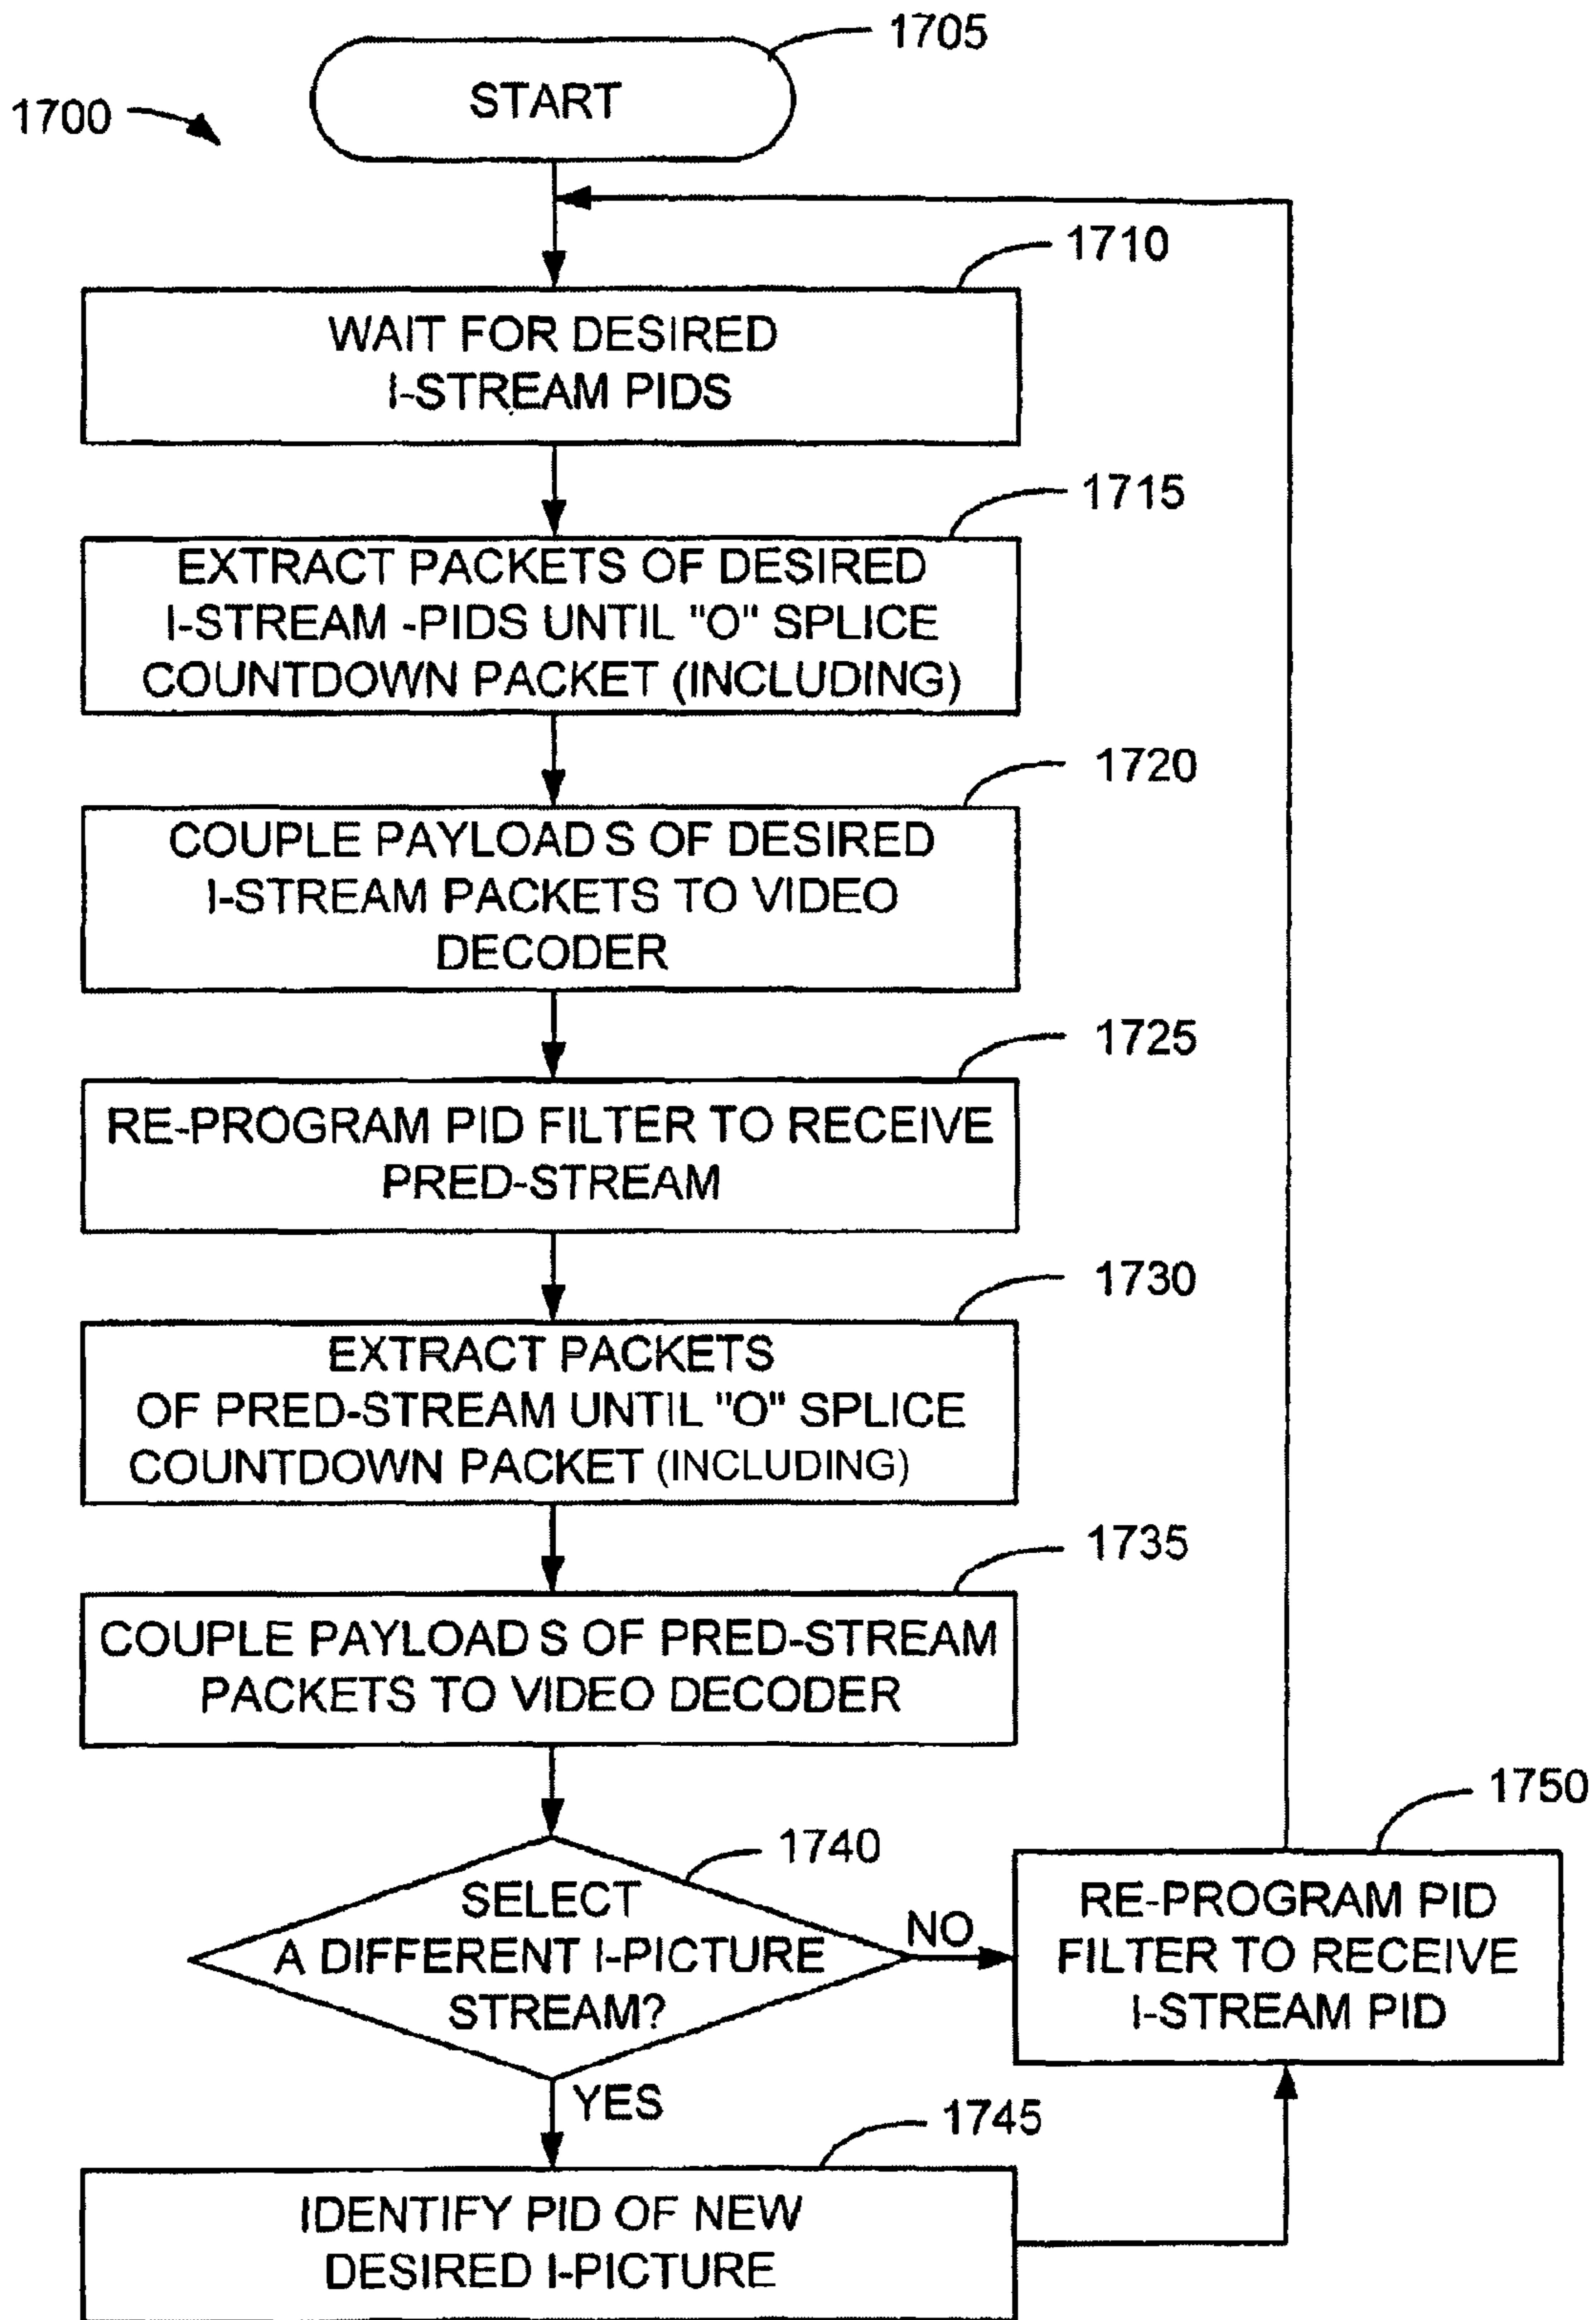 1705
START
1700
1710
WAIT FOR DESIRED
I-STREAM PIDS
1715
EXTRACT PACKETS OF DESIRED
I-STREAM -PIDS UNTIL "O" SPLICE
COUNTDOWN PACKET (INCLUDING)
1720
COUPLE PAYLOAD S OF DESIRED
I-STREAM PACKETS TO VIDEO
DECODER
1725
RE-PROGRAM PID FILTER TO RECEIVE
PRED-STREAM
1730
EXTRACT PACKETS
OF PRED-STREAM UNTIL "O" SPLICE
COUNTDOWN PACKET (INCLUDING)
1735
COUPLE PAYLOAD S OF PRED-STREAM
PACKETS TO VIDEO DECODER
1740
SELECT
A DIFFERENT I-PICTURE
STREAM?
NO
YES
1750
RE-PROGRAM PID
FILTER TO RECEIVE
I-STREAM PID
1745
IDENTIFY PID OF NEW
DESIRED I-PICTURE